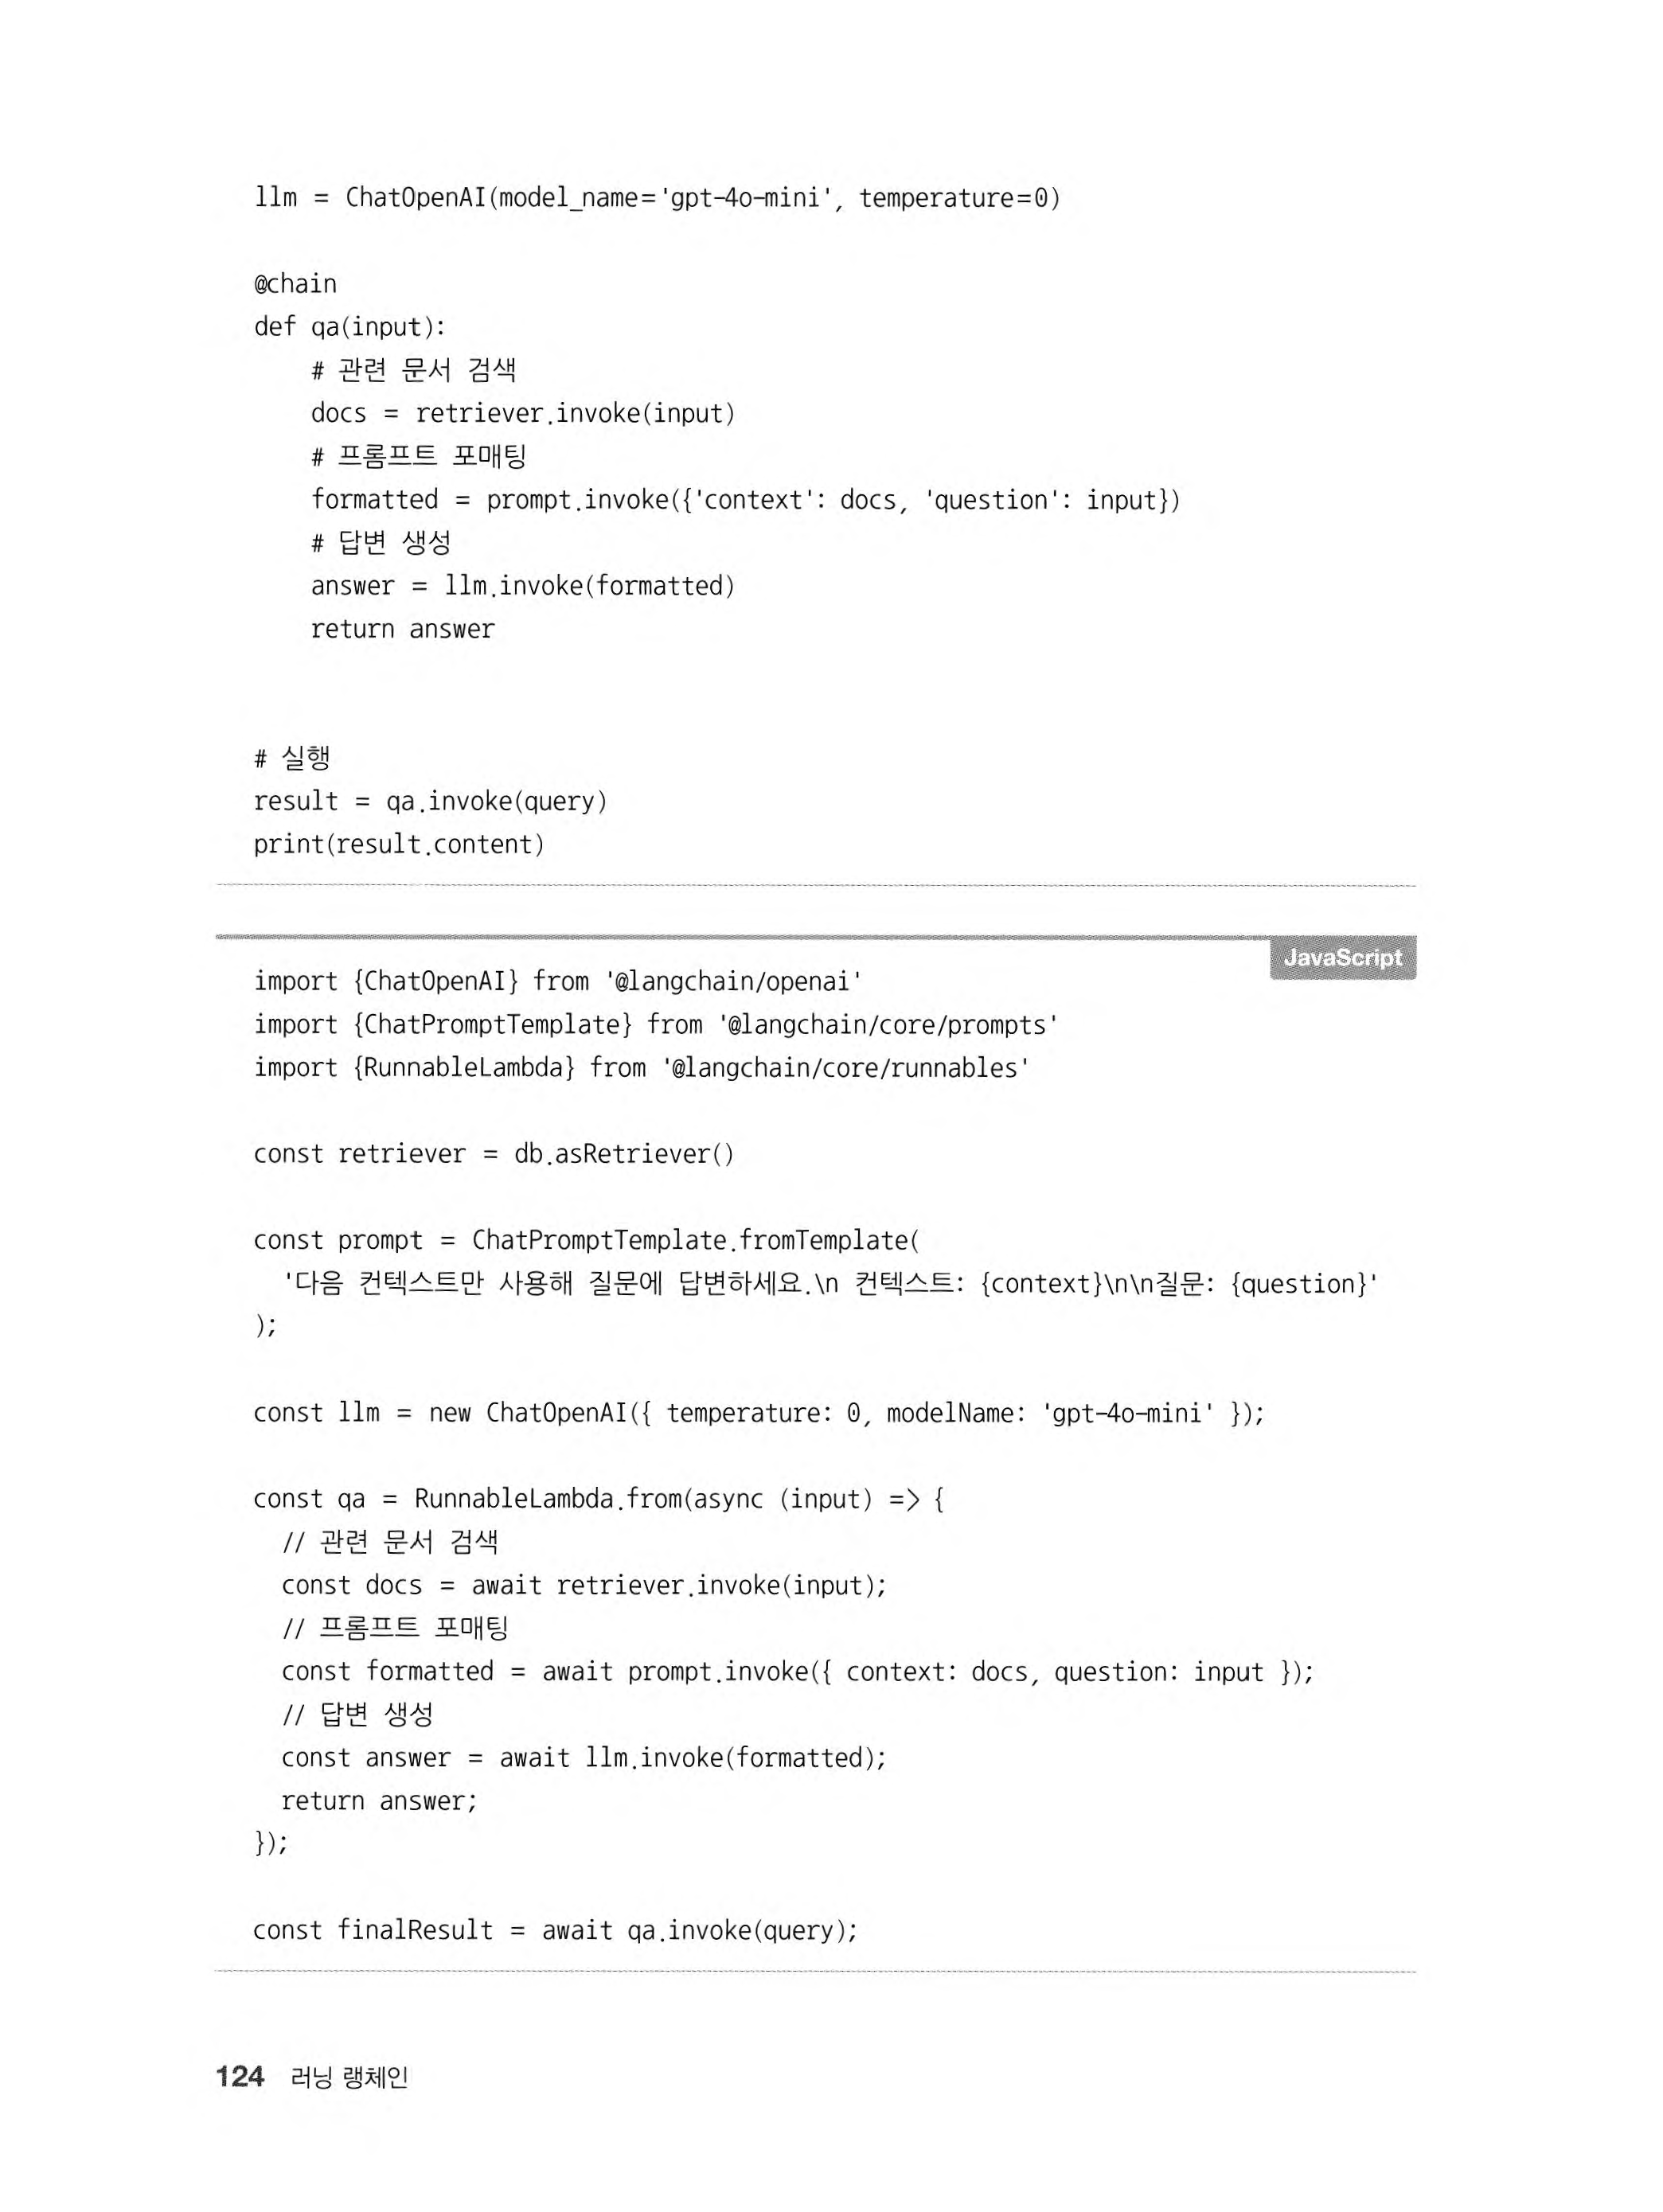 llm = ChatOpenAI(model_name='gpt-4o-mini', temperature=0)

@chain
def qa(input):
    # 관련 문서 검색
    docs = retriever.invoke(input)
    # 프롬프트 포매팅
    formatted = prompt.invoke({'context': docs, 'question': input})
    # 답변 생성
    answer = llm.invoke(formatted)
    return answer

# 실행
result = qa.invoke(query)
print(result.content)
JavaScript
import {ChatOpenAI} from '@langchain/openai'
import {ChatPromptTemplate} from '@langchain/core/prompts'
import {RunnableLambda} from '@langchain/core/runnables'

const retriever = db.asRetriever()

const prompt = ChatPromptTemplate.fromTemplate(
  '다음 컨텍스트만 사용해 질문에 답변하세요.\n 컨텍스트: {context}\n\n질문: {question}'
);

const llm = new ChatOpenAI({ temperature: 0, modelName: 'gpt-4o-mini' });

const qa = RunnableLambda.from(async (input) => {
  // 관련 문서 검색
  const docs = await retriever.invoke(input);
  // 프롬프트 포매팅
  const formatted = await prompt.invoke({ context: docs, question: input });
  // 답변 생성
  const answer = await llm.invoke(formatted);
  return answer;
});

const finalResult = await qa.invoke(query);

124 러닝 랭체인